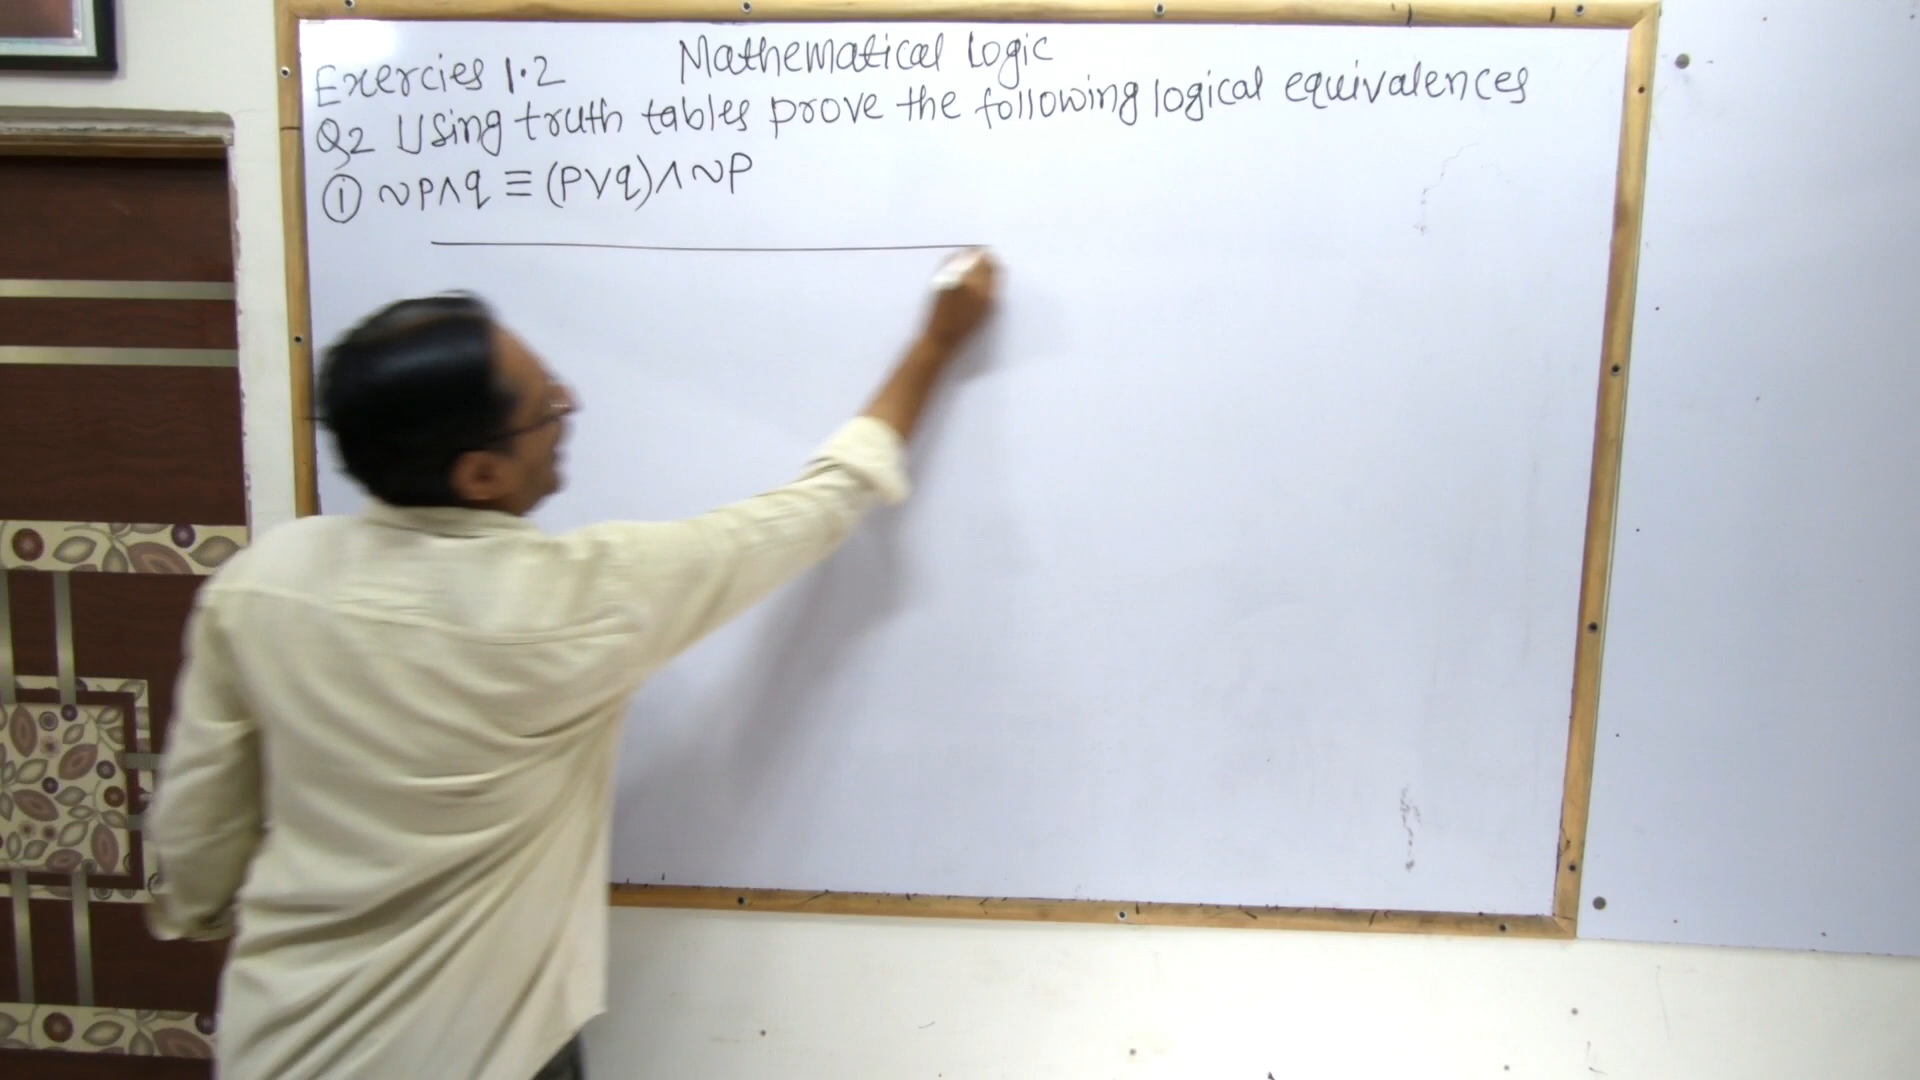 Mathematical Logic
Exercies 1.2
Q2 Using truth tables prove the following logical equivalences
① ~p∧q ≡ (p∨q)∧~p